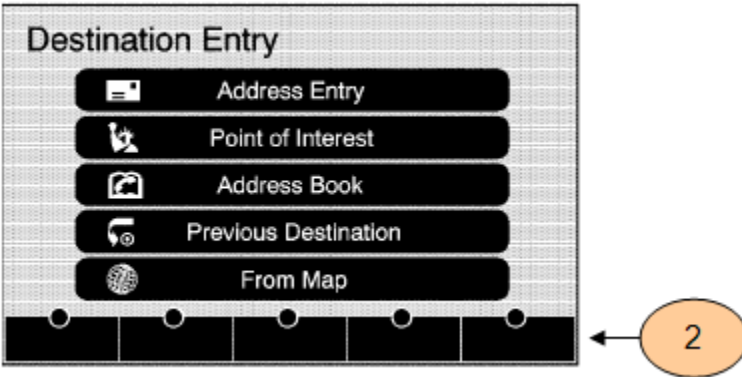 Destination Entry
Address Entry
Point of Interest
Address Book
Previous Destination
From Map
2